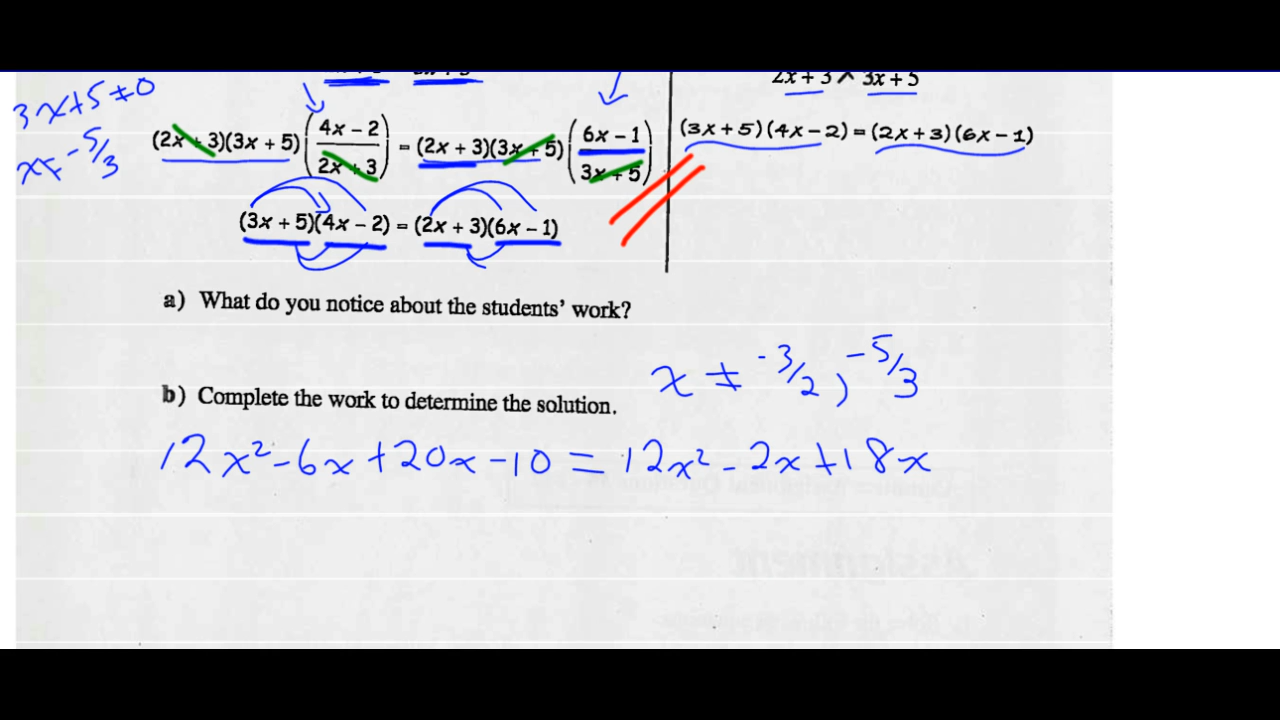 2x + 3 3x + 5
3x + 5 ≠ 0
x ≠ -5/3
(2x + 3)(3x + 5) ( 4x − 2 / 2x + 3 ) = (2x + 3)(3x + 5) ( 6x − 1 / 3x + 5 )
(3x + 5)(4x − 2) = (2x + 3)(6x − 1)
(3x + 5)(4x − 2) = (2x + 3)(6x − 1)
a) What do you notice about the students' work?
x ≠ -3/2, -5/3
b) Complete the work to determine the solution.
12x² - 6x + 20x - 10 = 12x² - 2x + 18x